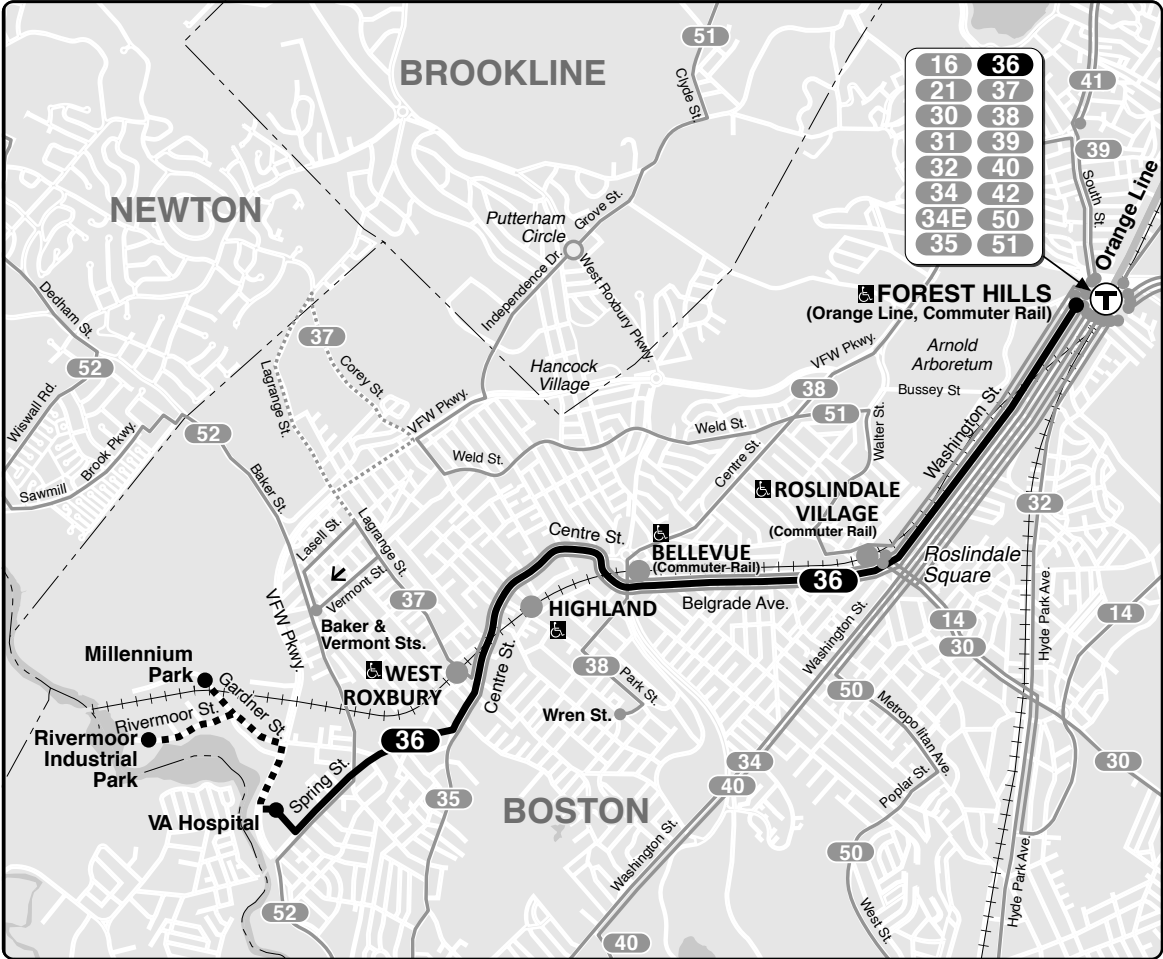 51
BROOKLINE
Clyde St.
16 36
21 37
30 38
31 39
32 40
34 42
34E 50
35 51
41
39
South St.
Orange Line
NEWTON
Putterham
Circle
Grove St.
Independence Dr.
West Roxbury Pkwy.
FOREST HILLS
(Orange Line, Commuter Rail)
T
Dedham St.
52
Wiswall Rd.
Sawmill
Brook Pkwy.
52
37
Corey St.
Lagrange St.
VFW Pkwy.
Hancock
Village
VFW Pkwy.
38
Arnold
Arboretum
Bussey St
51
Weld St.
Weld St.
Centre St.
Walter St.
Washington St.
Baker St.
Lasell St.
Lagrange St.
Vermont St.
37
VFW Pkwy.
Baker &
Vermont Sts.
ROSLINDALE
VILLAGE
(Commuter Rail)
32
Centre St.
BELLEVUE
(Commuter Rail)
36
Roslindale
Square
Belgrade Ave.
HIGHLAND
Washington St.
14
30
14
Hyde Park Ave.
Millennium
Park
Gardner St.
Rivermoor St.
Rivermoor
Industrial
Park
WEST
ROXBURY
Centre St.
38
Park St.
Wren St.
50
Metropolitan Ave.
36
Spring St.
VA Hospital
35
BOSTON
34
40
Poplar St.
30
50
Washington St.
Hyde Park Ave.
West St.
52
40